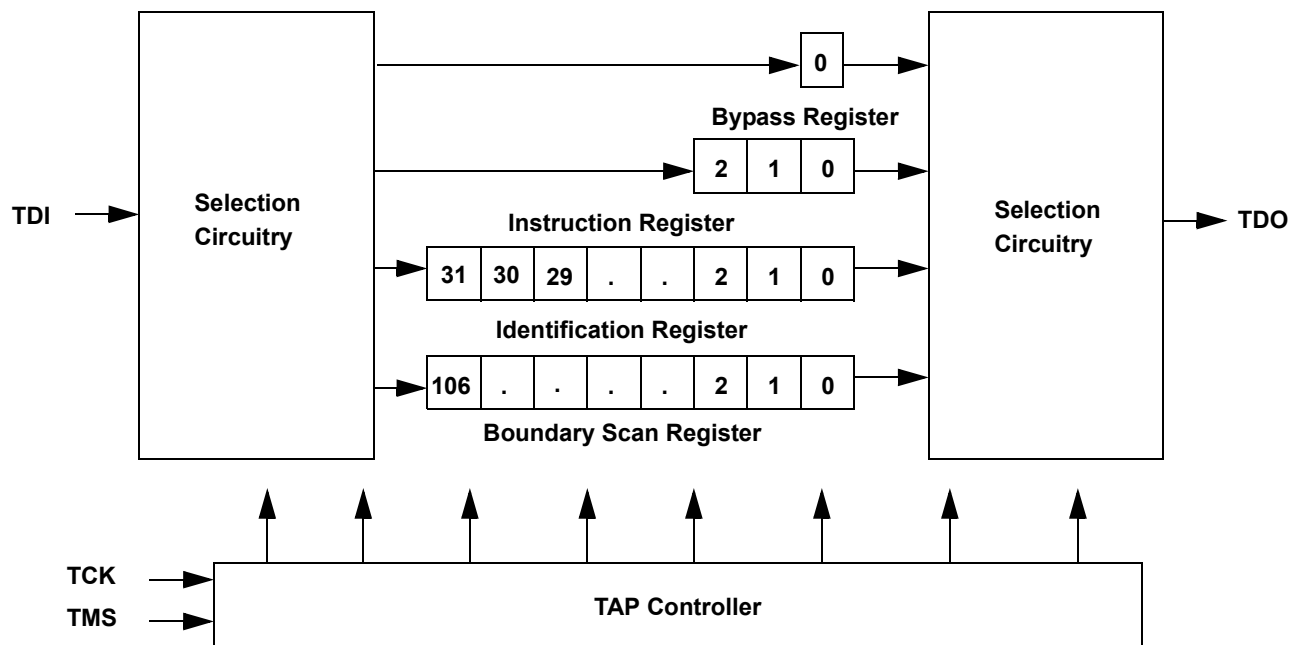 0
Bypass Register
2 1 0
TDI
Selection
Circuitry
Instruction Register
31 30 29 . . 2 1 0
Identification Register
106 . . . . 2 1 0
Boundary Scan Register
Selection
Circuitry
TDO
TCK
TMS
TAP Controller